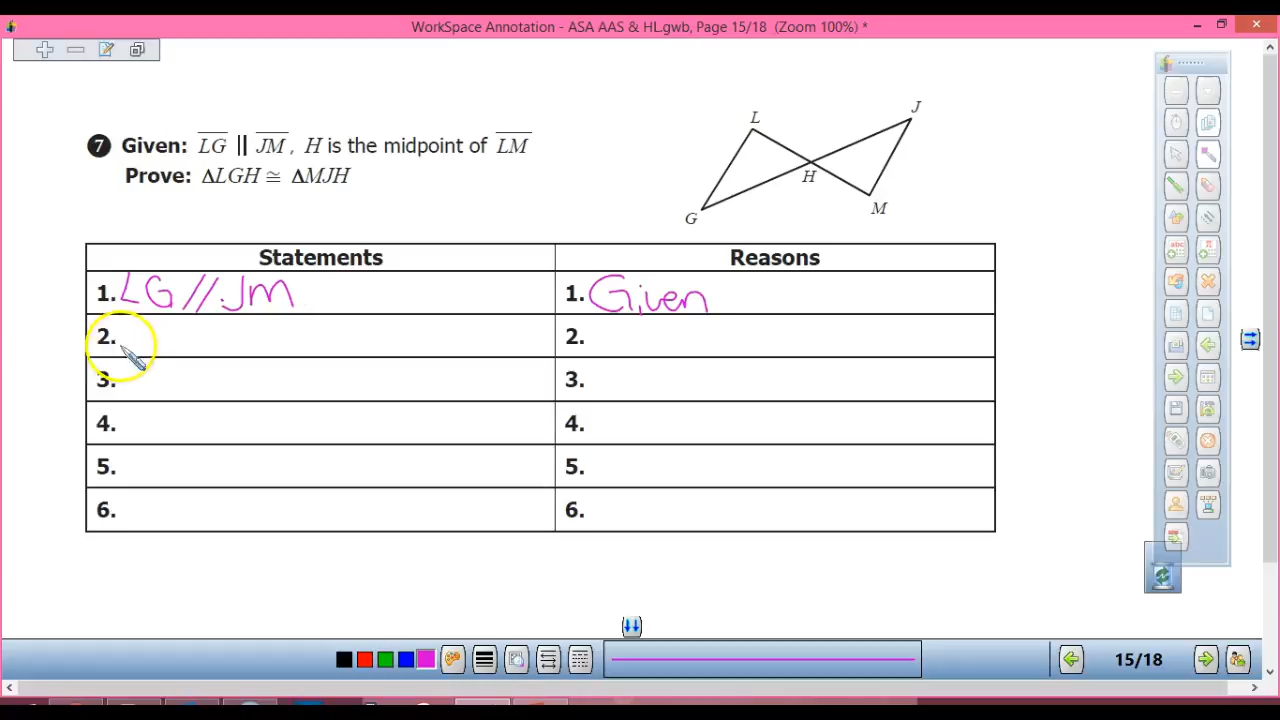 WorkSpace Annotation - ASA AAS & HL.gwb, Page 15/18 (Zoom 100%) *
7 Given: LG || JM, H is the midpoint of LM
Prove: ΔLGH ≅ ΔMJH
L
J
H
G
M
Statements Reasons
1. LG // JM 1. Given
2. 2.
3. 3.
4. 4.
5. 5.
6. 6.
15/18